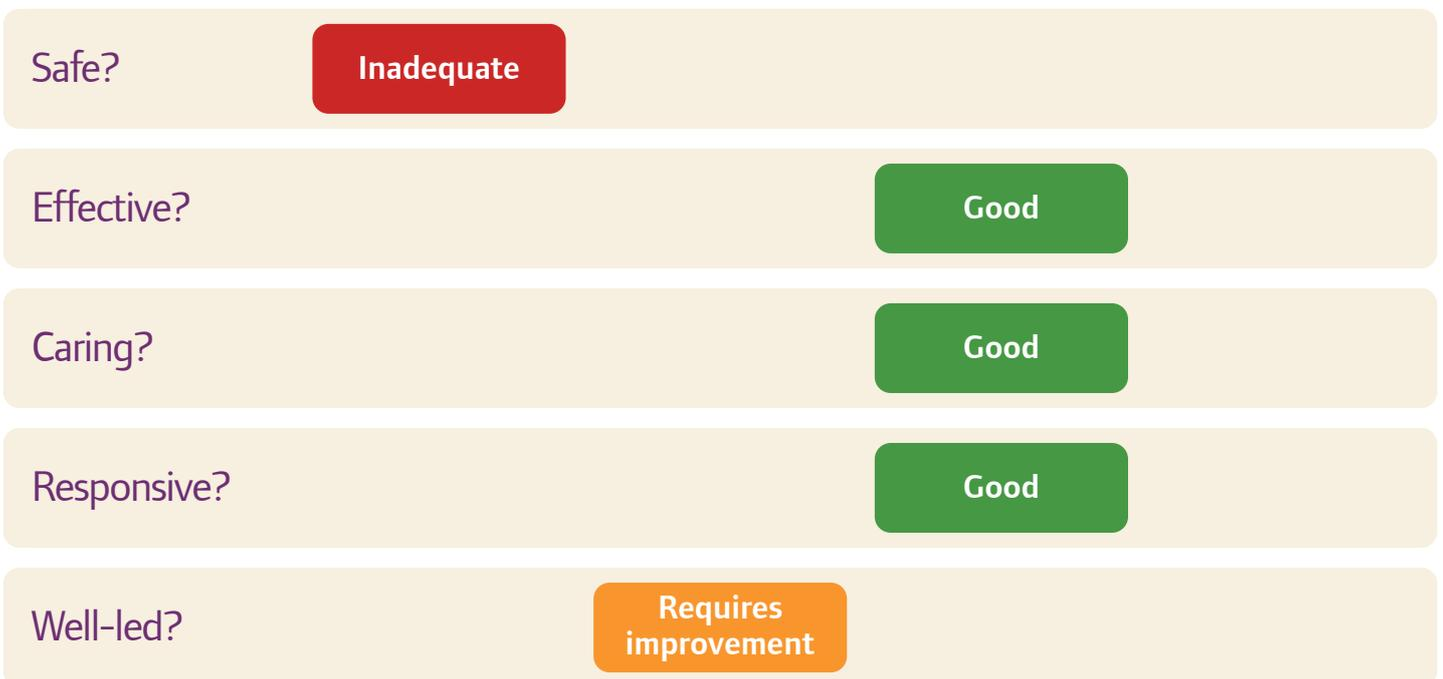 Safe?
Inadequate
Effective?
Good
Caring?
Good
Responsive?
Good
Well-led?
Requires
improvement